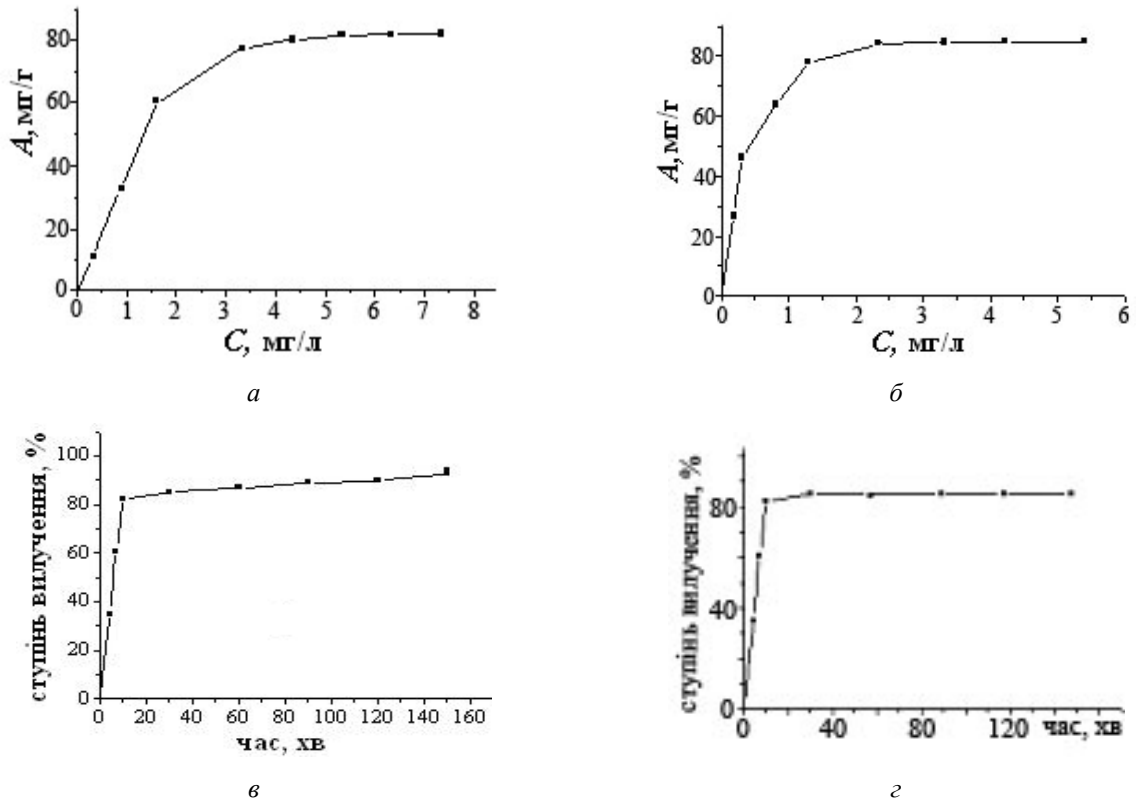 A, мг/г
80
60
40
20
0
0 1 2 3 4 5 6 7 8
C, мг/л
а
A, мг/г
80
60
40
20
0
0 1 2 3 4 5 6
C, мг/л
б
ступінь вилучення, %
100
80
60
40
20
0
0 20 40 60 80 100 120 140 160
час, хв
в
ступінь вилучення, %
80
40
0
0 40 80 120 час, хв
г